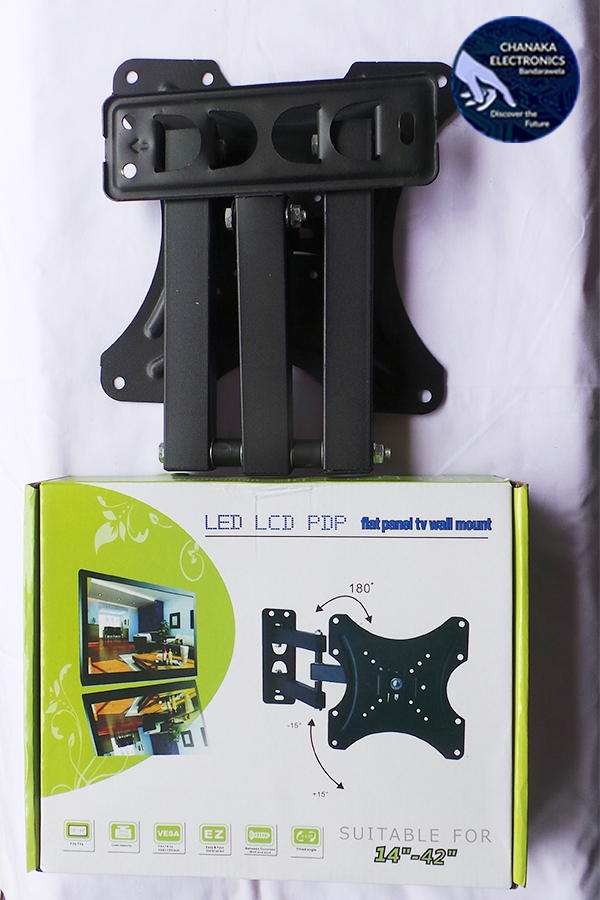 CHANAKA
ELECTRONICS
Bandarawela
Discover the
Future
LED LCD PDP flat panel tv wall mount
180°
-15°
+15°
VESA
EZ
SUITABLE FOR
14"-42"